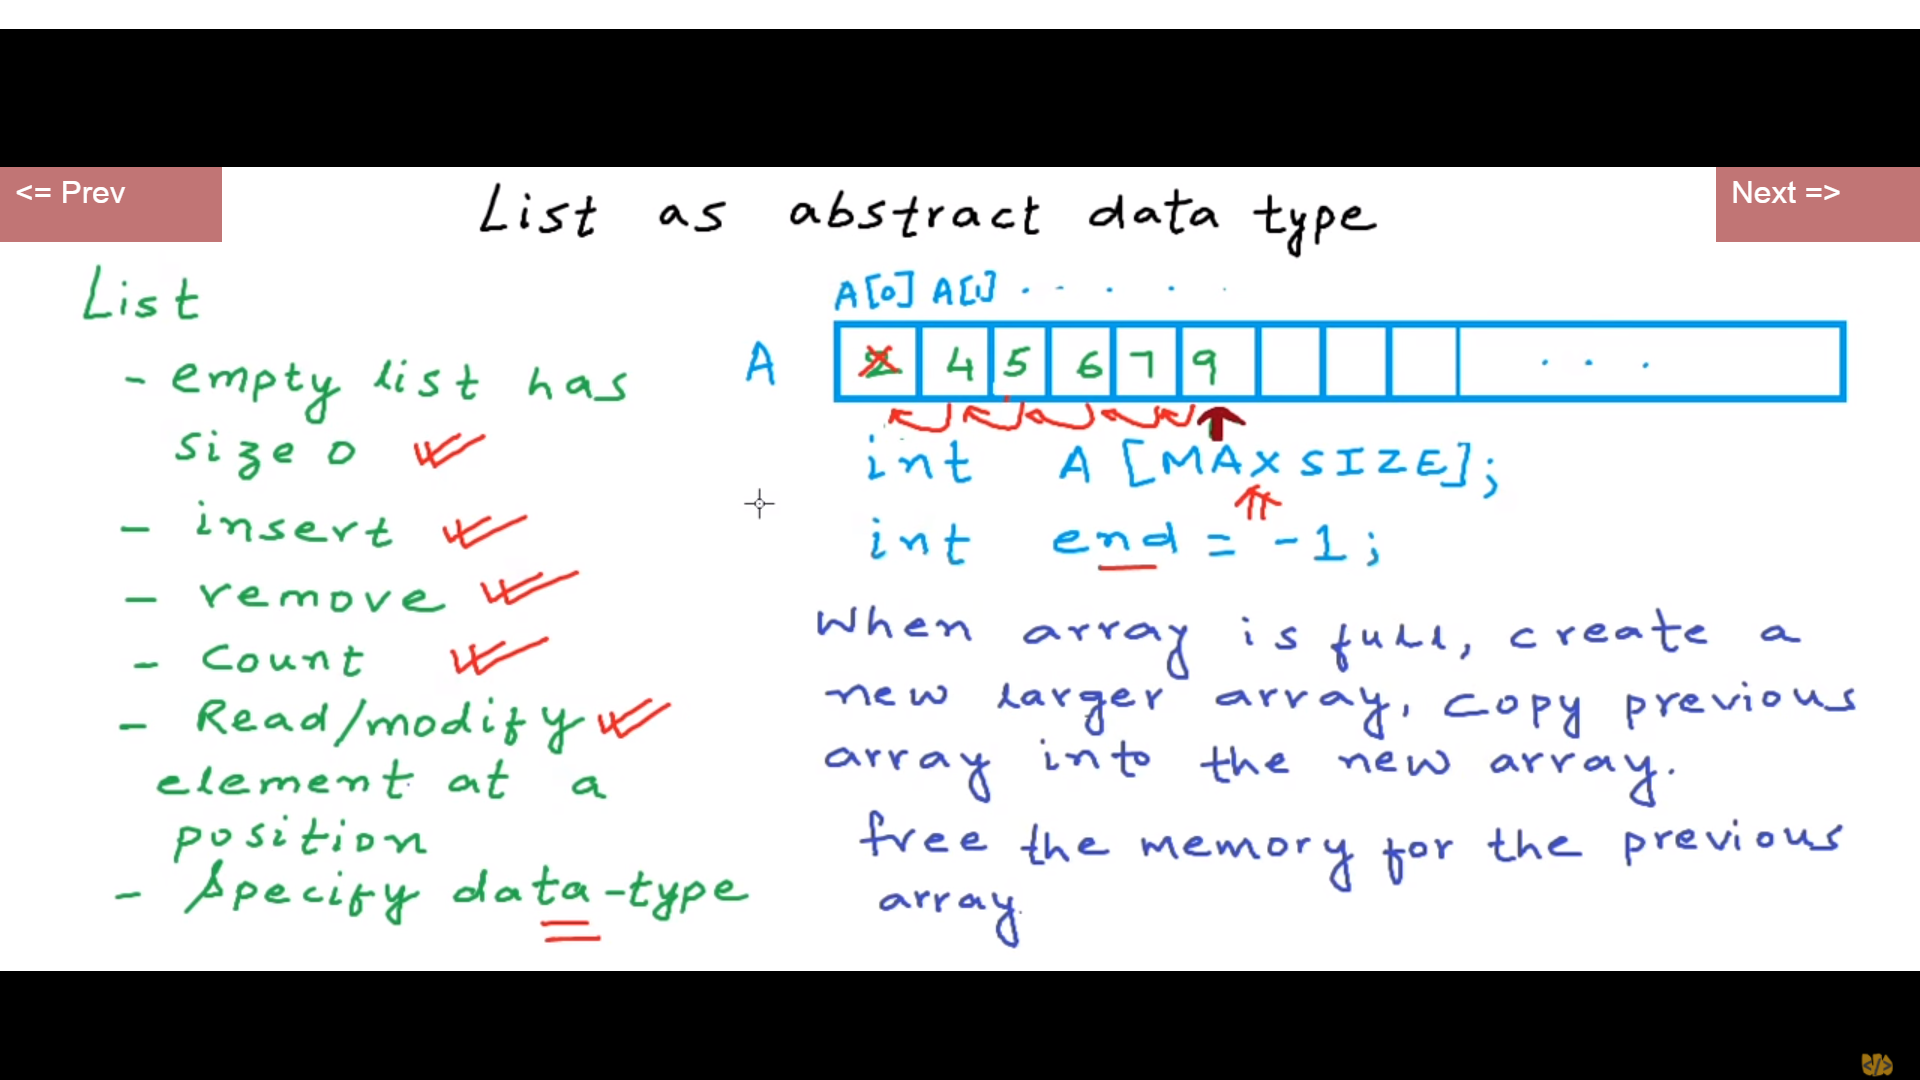 <= Prev
Next =>
List as abstract data type
List
- empty list has
size 0
- insert
- remove
- Count
- Read/modify
element at a
position
- Specify data-type
A[0] A[1] . . . . .
A 2 4 5 6 7 9 . . .
int A [MAXSIZE];
int end = -1;
When array is full, create a
new larger array, copy previous
array into the new array.
free the memory for the previous
array.